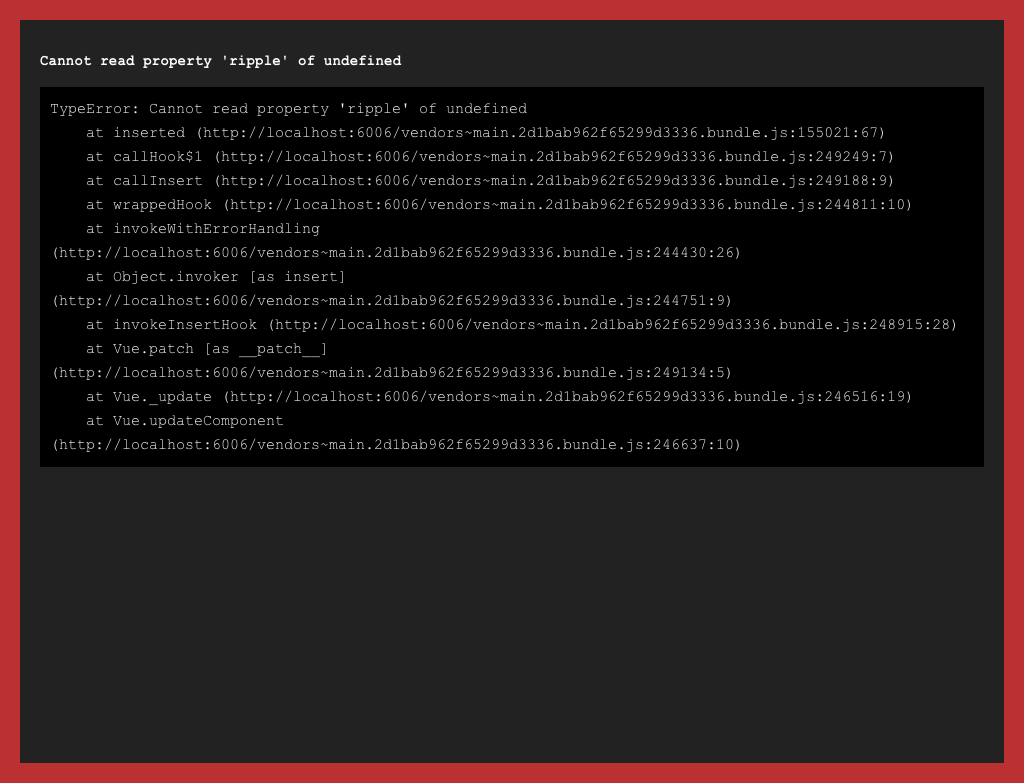 Cannot read property 'ripple' of undefined
TypeError: Cannot read property 'ripple' of undefined
    at inserted (http://localhost:6006/vendors~main.2d1bab962f65299d3336.bundle.js:155021:67)
    at callHook$1 (http://localhost:6006/vendors~main.2d1bab962f65299d3336.bundle.js:249249:7)
    at callInsert (http://localhost:6006/vendors~main.2d1bab962f65299d3336.bundle.js:249188:9)
    at wrappedHook (http://localhost:6006/vendors~main.2d1bab962f65299d3336.bundle.js:244811:10)
    at invokeWithErrorHandling
(http://localhost:6006/vendors~main.2d1bab962f65299d3336.bundle.js:244430:26)
    at Object.invoker [as insert]
(http://localhost:6006/vendors~main.2d1bab962f65299d3336.bundle.js:244751:9)
    at invokeInsertHook (http://localhost:6006/vendors~main.2d1bab962f65299d3336.bundle.js:248915:28)
    at Vue.patch [as __patch__]
(http://localhost:6006/vendors~main.2d1bab962f65299d3336.bundle.js:249134:5)
    at Vue._update (http://localhost:6006/vendors~main.2d1bab962f65299d3336.bundle.js:246516:19)
    at Vue.updateComponent
(http://localhost:6006/vendors~main.2d1bab962f65299d3336.bundle.js:246637:10)